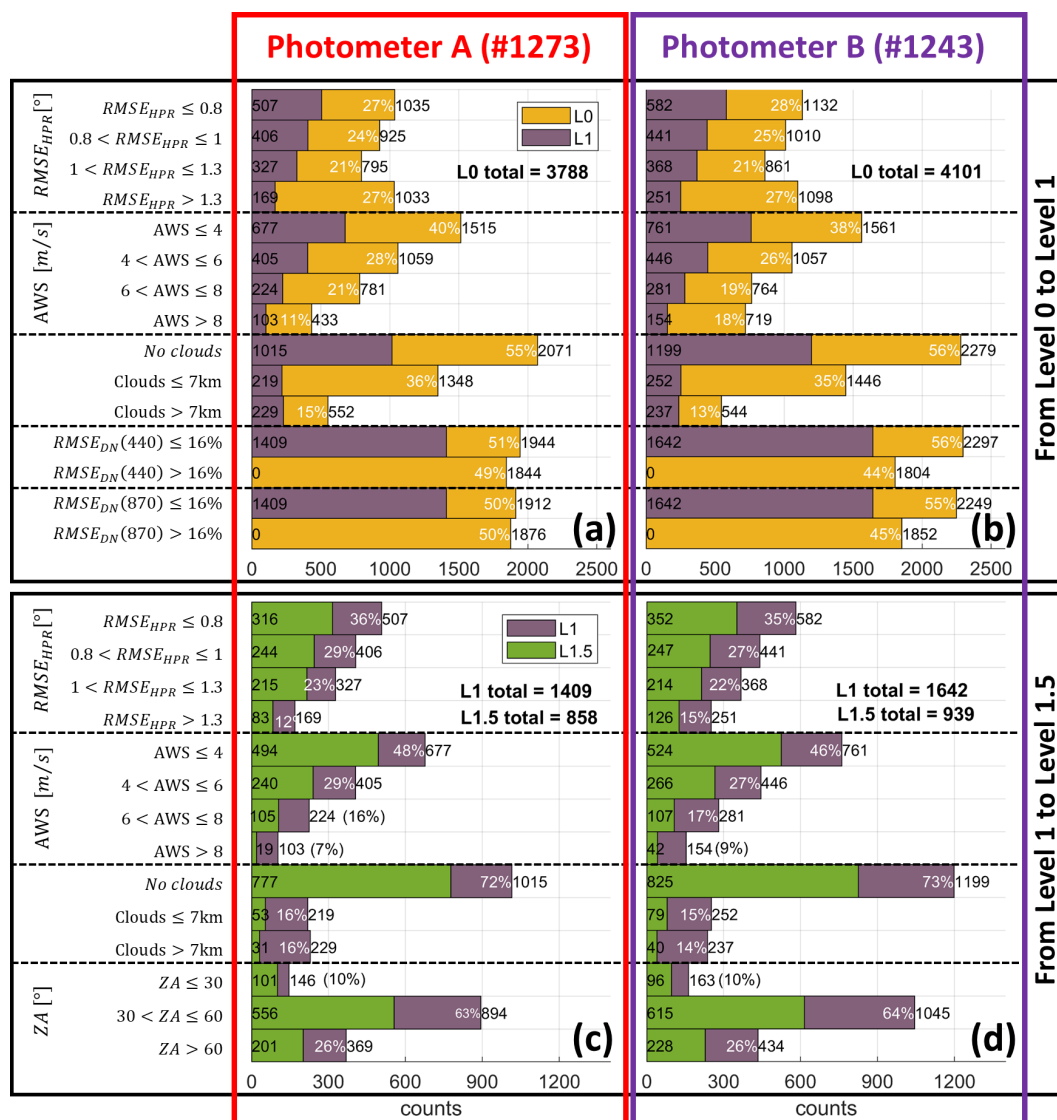 Photometer A (#1273)
Photometer B (#1243)
RMSE_HPR [°]
RMSE_HPR ≤ 0.8
507 27% 1035
582 28% 1132
0.8 < RMSE_HPR ≤ 1
406 24% 925
441 25% 1010
1 < RMSE_HPR ≤ 1.3
327 21% 795
368 21% 861
RMSE_HPR > 1.3
169 27% 1033
251 27% 1098
L0
L1
L0 total = 3788
L0 total = 4101
AWS [m/s]
AWS ≤ 4
677 40% 1515
761 38% 1561
4 < AWS ≤ 6
405 28% 1059
446 26% 1057
6 < AWS ≤ 8
224 21% 781
281 19% 764
AWS > 8
103 11% 433
154 18% 719
No clouds
1015 55% 2071
1199 56% 2279
Clouds ≤ 7km
219 36% 1348
252 35% 1446
Clouds > 7km
229 15% 552
237 13% 544
RMSE_DN(440) ≤ 16%
1409 51% 1944
1642 56% 2297
RMSE_DN(440) > 16%
0 49% 1844
0 44% 1804
RMSE_DN(870) ≤ 16%
1409 50% 1912
1642 55% 2249
RMSE_DN(870) > 16%
0 50% 1876
0 45% 1852
(a)
(b)
0 500 1000 1500 2000 2500
0 500 1000 1500 2000 2500
From Level 0 to Level 1
RMSE_HPR [°]
RMSE_HPR ≤ 0.8
316 36% 507
352 35% 582
0.8 < RMSE_HPR ≤ 1
244 29% 406
247 27% 441
1 < RMSE_HPR ≤ 1.3
215 23% 327
214 22% 368
RMSE_HPR > 1.3
83 12% 169
126 15% 251
L1
L1.5
L1 total = 1409
L1.5 total = 858
L1 total = 1642
L1.5 total = 939
AWS [m/s]
AWS ≤ 4
494 48% 677
524 46% 761
4 < AWS ≤ 6
240 29% 405
266 27% 446
6 < AWS ≤ 8
105 224 (16%)
107 17% 281
AWS > 8
19 103 (7%)
42 154 (9%)
No clouds
777 72% 1015
825 73% 1199
Clouds ≤ 7km
53 16% 219
79 15% 252
Clouds > 7km
31 16% 229
40 14% 237
ZA [°]
ZA ≤ 30
101 146 (10%)
96 163 (10%)
30 < ZA ≤ 60
556 63% 894
615 64% 1045
ZA > 60
201 26% 369
228 26% 434
(c)
(d)
0 300 600 900 1200
0 300 600 900 1200
counts
counts
From Level 1 to Level 1.5